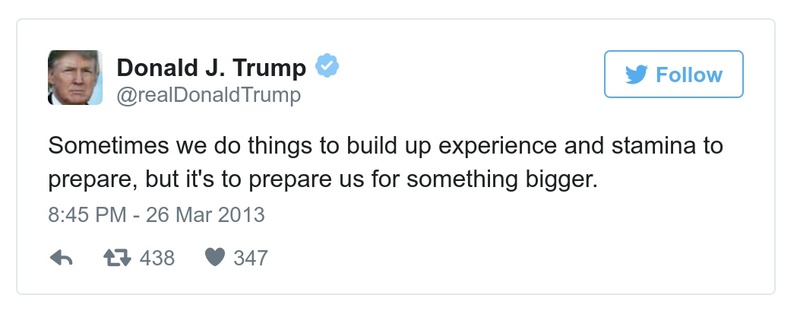 Donald J. Trump
Follow
@realDonaldTrump
Sometimes we do things to build up experience and stamina to
prepare, but it's to prepare us for something bigger.
8:45 PM - 26 Mar 2013
438 347